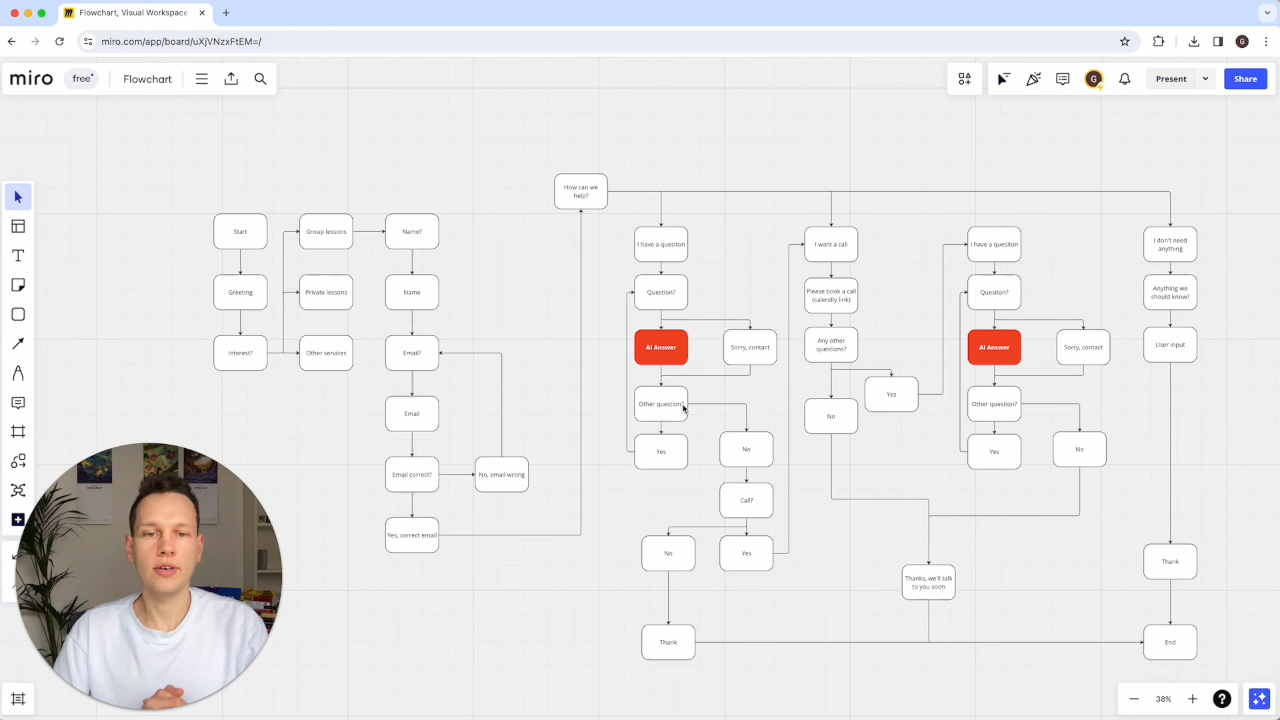 Flowchart, Visual Workspace
miro.com/app/board/uXjVNzxFtEM=/
miro
free
Flowchart
G
Present
Share
How can we
help?
Start
Group lessons
Name?
I have a quesiton
I want a call
I have a quesiton
I don't need
anything
Greeting
Private lessons
Name
Question?
Please book a call
(calendly link)
Question?
Anything we
should know?
Interest?
Other services
Email?
AI Answer
Sorry, contact
Any other
questions?
AI Answer
Sorry, contact
User input
Yes
Email
Other question?
No
Other question?
Yes
No
Yes
No
Email correct?
No, email wrong
Call?
Yes, correct email
No
Yes
Thank
Thanks, we'll talk
to you soon
Thank
End
38%